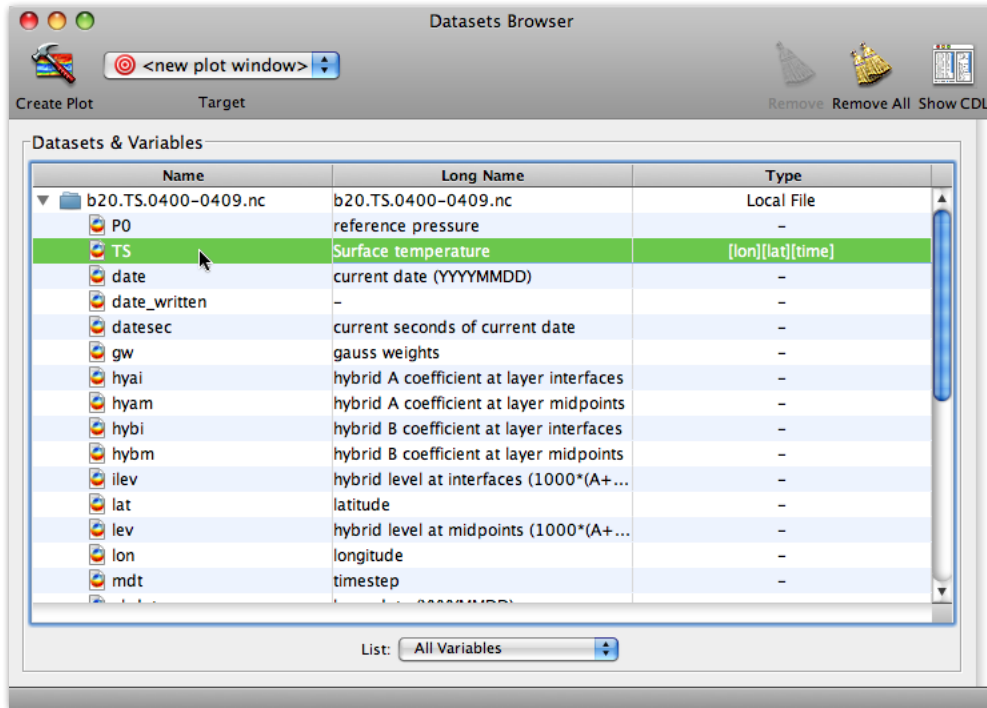 Datasets Browser
<new plot window>
Create Plot Target Remove Remove All Show CDL
Datasets & Variables
Name Long Name Type
b20.TS.0400-0409.nc b20.TS.0400-0409.nc Local File
P0 reference pressure –
TS Surface temperature [lon][lat][time]
date current date (YYYYMMDD) –
date_written – –
datesec current seconds of current date –
gw gauss weights –
hyai hybrid A coefficient at layer interfaces –
hyam hybrid A coefficient at layer midpoints –
hybi hybrid B coefficient at layer interfaces –
hybm hybrid B coefficient at layer midpoints –
ilev hybrid level at interfaces (1000*(A+... –
lat latitude –
lev hybrid level at midpoints (1000*(A+... –
lon longitude –
mdt timestep –
List: All Variables